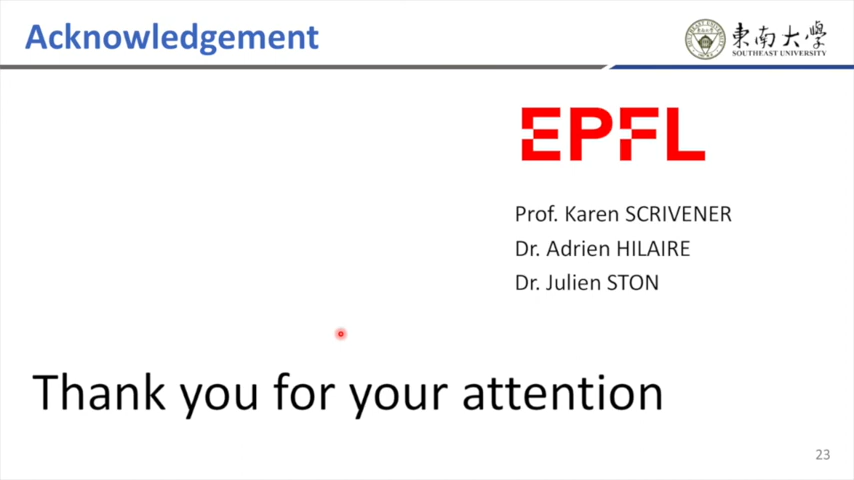 Acknowledgement
東南大學
SOUTHEAST UNIVERSITY
EPFL
Prof. Karen SCRIVENER
Dr. Adrien HILAIRE
Dr. Julien STON
Thank you for your attention
23